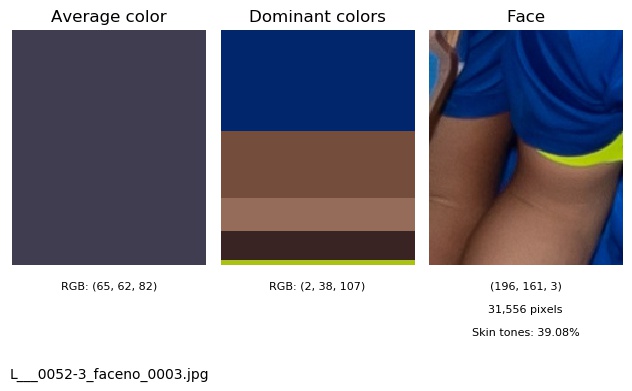 Average color
Dominant colors
Face
RGB: (65, 62, 82)
RGB: (2, 38, 107)
(196, 161, 3)
31,556 pixels
Skin tones: 39.08%
L___0052-3_faceno_0003.jpg